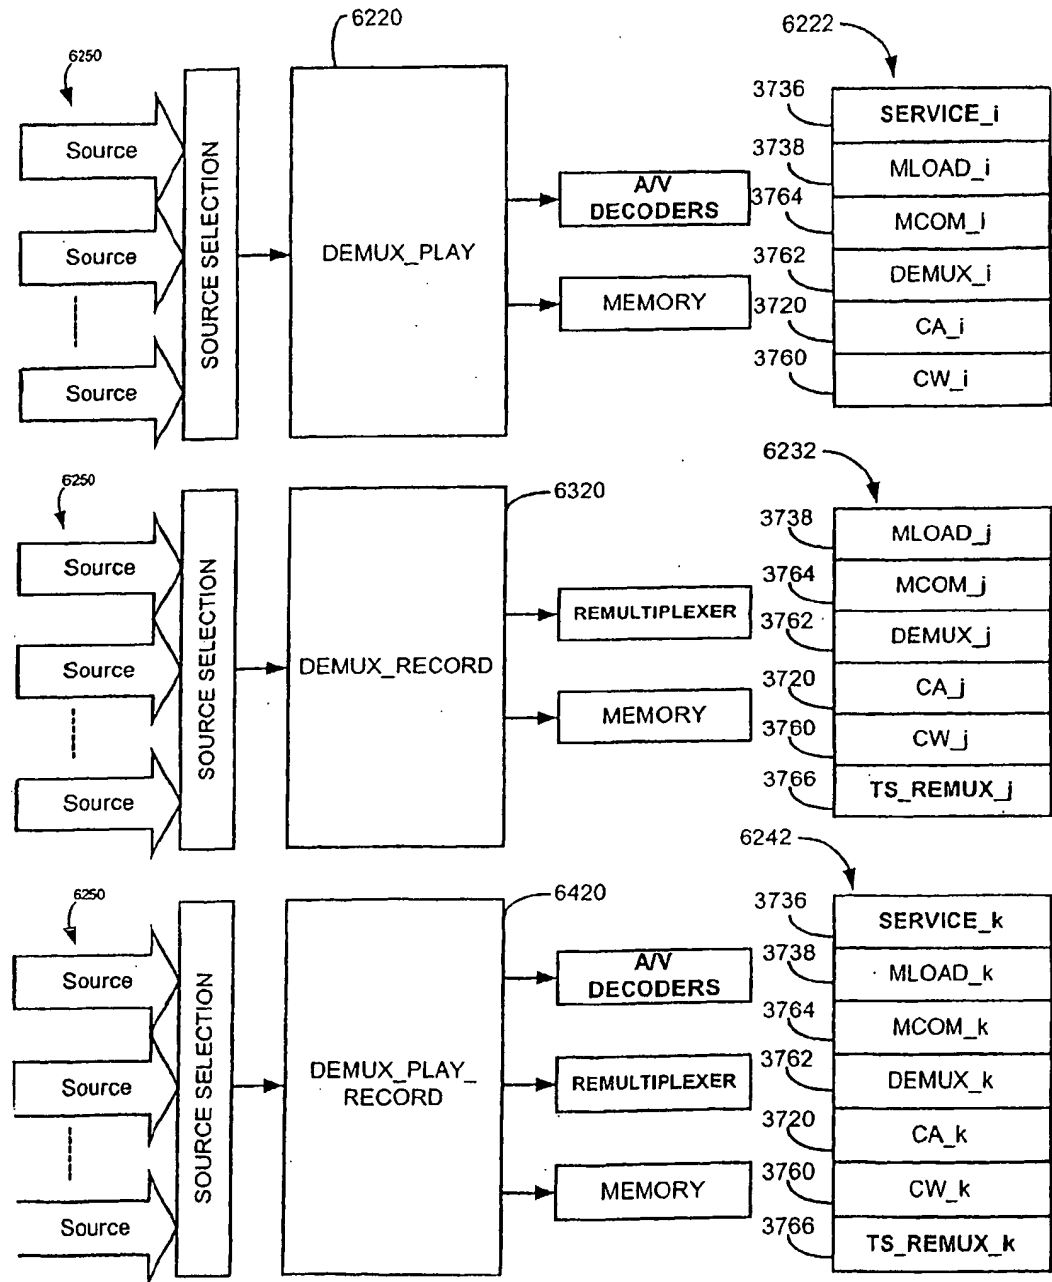 6220
6222
6250
3736
SERVICE_i
Source
3738
MLOAD_i
SOURCE SELECTION
A/V
DECODERS
3764
MCOM_i
Source
DEMUX_PLAY
3762
DEMUX_i
MEMORY
3720
CA_i
Source
3760
CW_i
6232
6250
6320
3738
MLOAD_j
Source
3764
MCOM_j
SOURCE SELECTION
REMULTIPLEXER
3762
DEMUX_j
Source
DEMUX_RECORD
3720
CA_j
MEMORY
3760
CW_j
Source
3766
TS_REMUX_j
6242
6250
6420
3736
SERVICE_k
Source
A/V
DECODERS
3738
MLOAD_k
SOURCE SELECTION
3764
MCOM_k
Source
DEMUX_PLAY_
RECORD
REMULTIPLEXER
3762
DEMUX_k
3720
CA_k
MEMORY
3760
CW_k
Source
3766
TS_REMUX_k